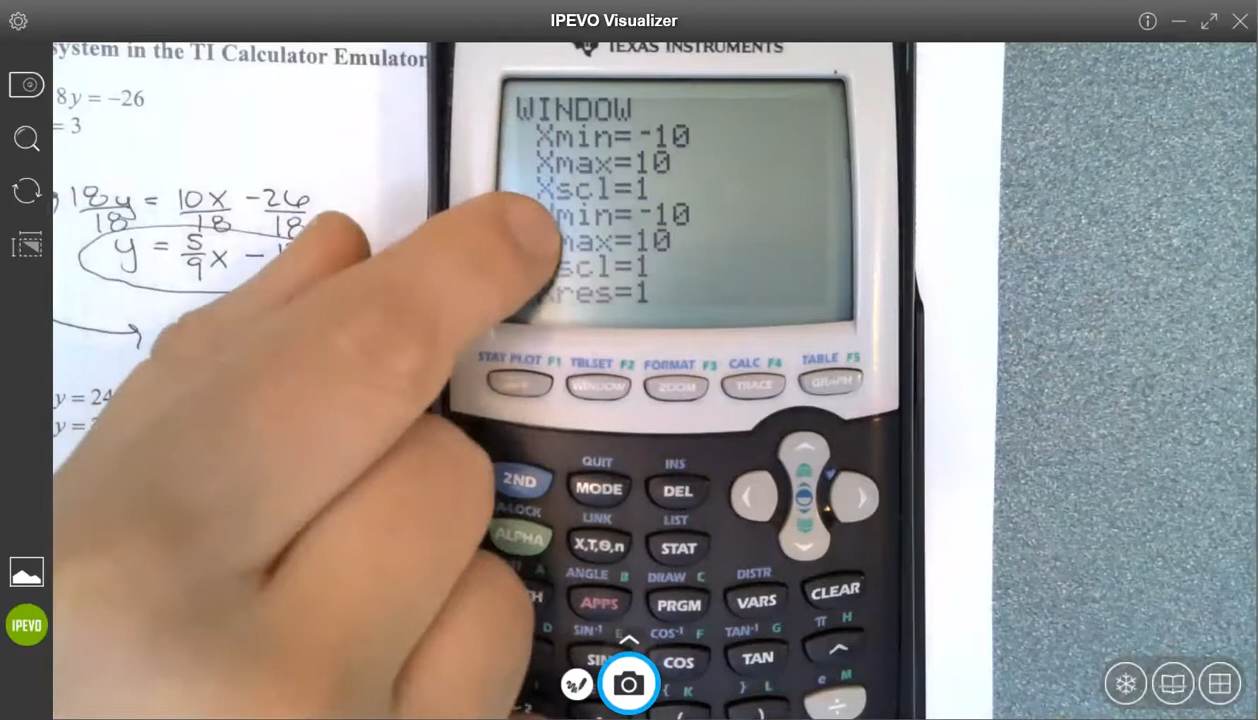 IPEVO Visualizer
system in the TI Calculator Emulator
8y = −26
= 3
18y = 10x − 26
18 18 18
y = 5/9 x −
y = 24
y =
TEXAS INSTRUMENTS
WINDOW
Xmin=-10
Xmax=10
Xscl=1
Ymin=-10
max=10
scl=1
Xres=1
STAT PLOT F1 TBLSET F2 FORMAT F3 CALC F4 TABLE F5
WINDOW ZOOM TRACE GRAPH
QUIT INS
2ND MODE DEL
A-LOCK LINK LIST
ALPHA X,T,θ,n STAT
A ANGLE B DRAW C DISTR
APPS PRGM VARS CLEAR
D SIN⁻¹ E COS⁻¹ F TAN⁻¹ G π H
SIN COS TAN ^
{ K } L e M
( ) ÷
IPEVO